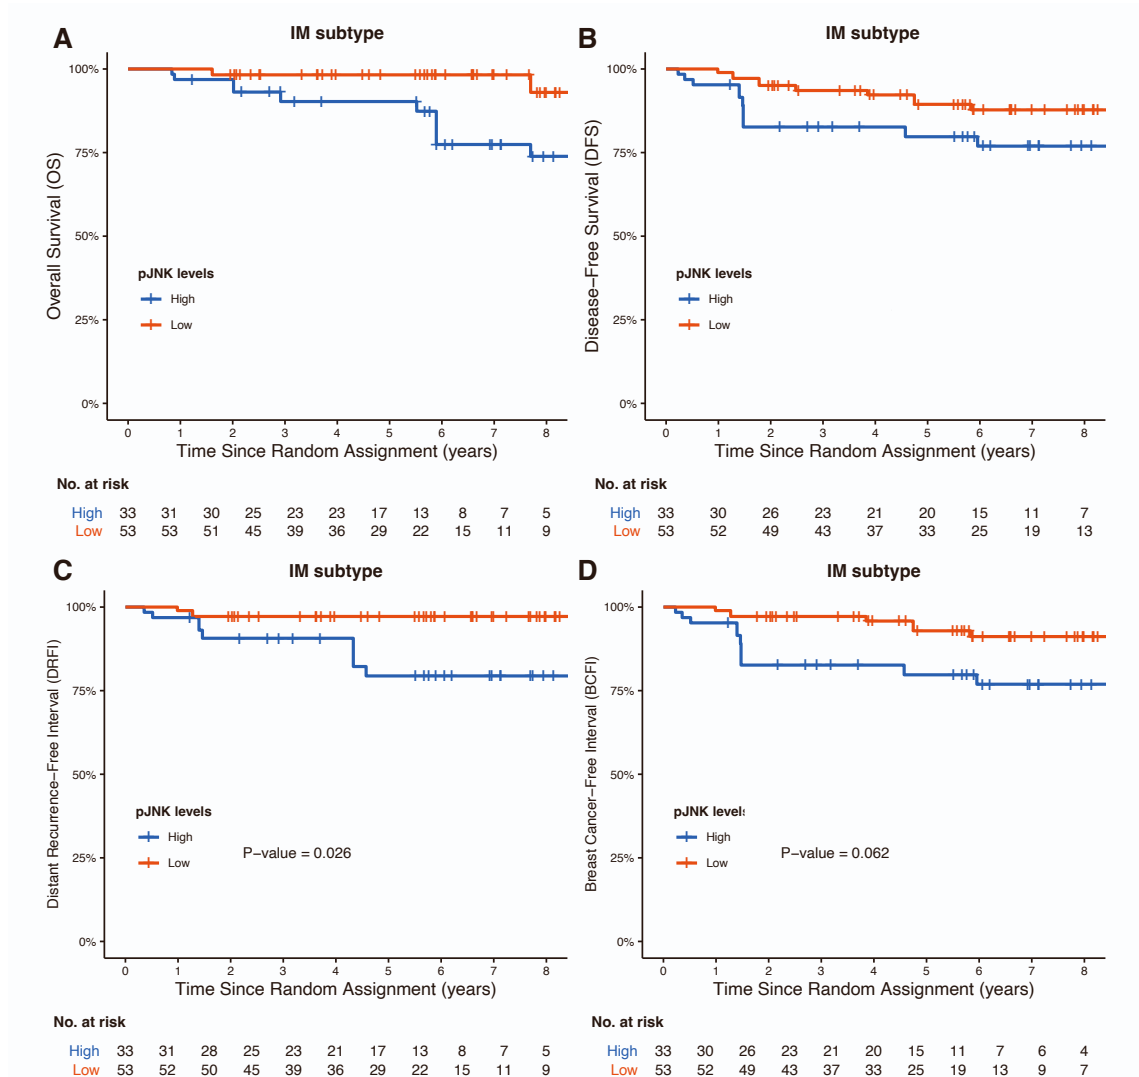 A
IM subtype
Overall Survival (OS)
100%
75%
50%
25%
0%
pJNK levels
High
Low
0 1 2 3 4 5 6 7 8
Time Since Random Assignment (years)
No. at risk
High 33 31 30 25 23 23 17 13 8 7 5
Low 53 53 51 45 39 36 29 22 15 11 9
B
IM subtype
Disease-Free Survival (DFS)
100%
75%
50%
25%
0%
pJNK levels
High
Low
0 1 2 3 4 5 6 7 8
Time Since Random Assignment (years)
No. at risk
High 33 30 26 23 21 20 15 11 7
Low 53 52 49 43 37 33 25 19 13
C
IM subtype
Distant Recurrence-Free Interval (DRFI)
100%
75%
50%
25%
0%
pJNK levels
High
Low
P-value = 0.026
0 1 2 3 4 5 6 7 8
Time Since Random Assignment (years)
No. at risk
High 33 31 28 25 23 21 17 13 8 7 5
Low 53 52 50 45 39 36 29 22 15 11 9
D
IM subtype
Breast Cancer-Free Interval (BCFI)
100%
75%
50%
25%
0%
pJNK levels
High
Low
P-value = 0.062
0 1 2 3 4 5 6 7 8
Time Since Random Assignment (years)
No. at risk
High 33 30 26 23 21 20 15 11 7 6 4
Low 53 52 49 43 37 33 25 19 13 9 7